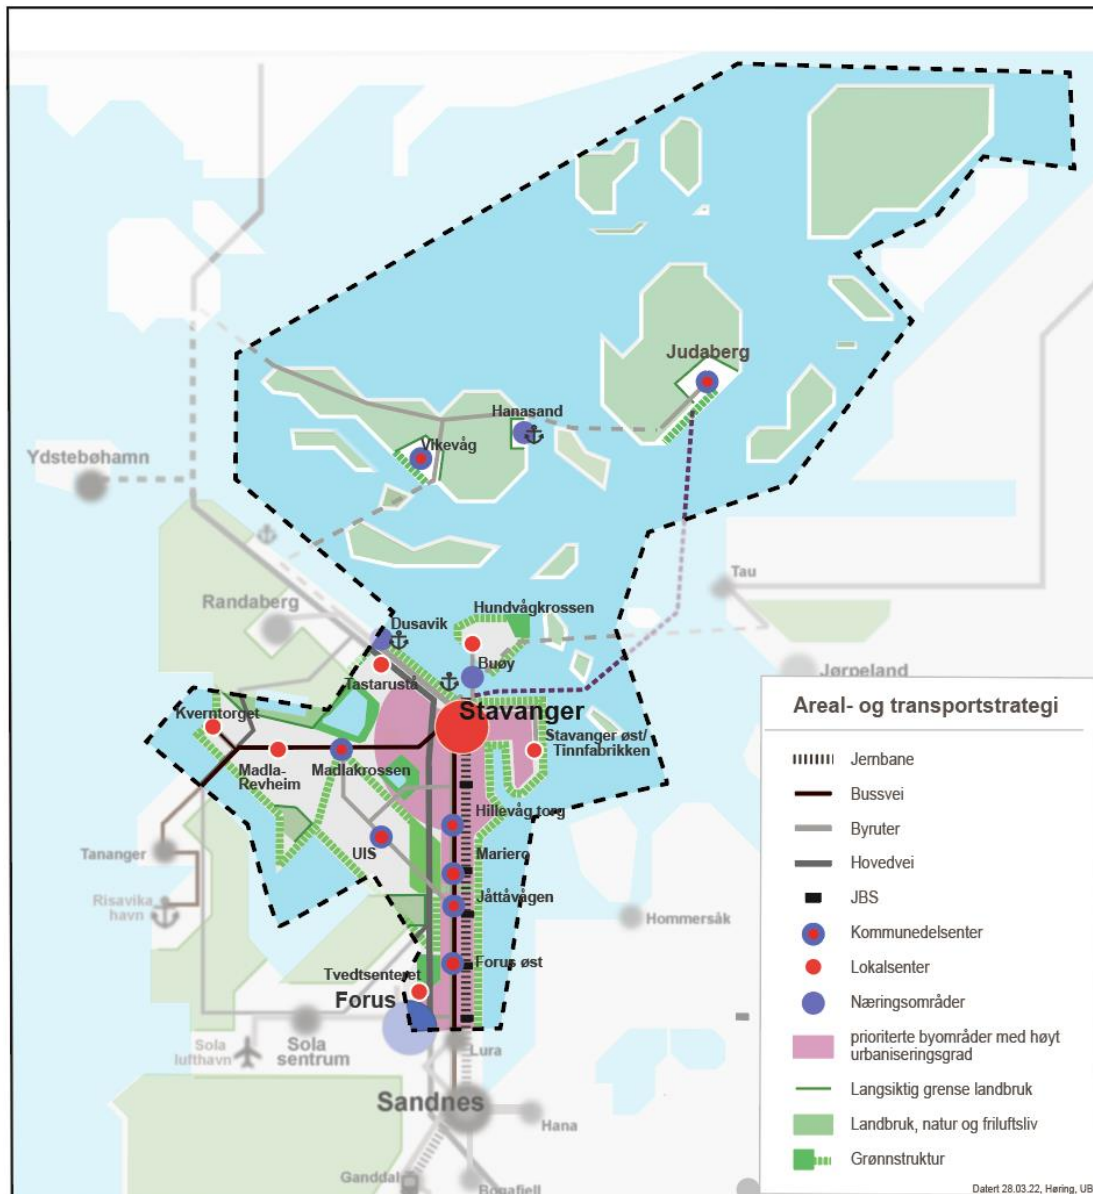 Judaberg
Hanasand
Vikevåg
Ydstebøhamn
Tau
Randaberg
Hundvågkrossen
Dusavik
Buøy
Jørpeland
Tastarustå
Stavanger
Kverntorget
Stavanger øst/
Tinnfabrikken
Madla-
Revheim
Madlakrossen
Hillevåg torg
UIS
Mariero
Tananger
Jåttåvågen
Risavika
havn
Hommersåk
Forus øst
Tvedtsenteret
Forus
Sola
lufthavn
Sola
sentrum
Lura
Sandnes
Hana
Ganddal
Bogafjell
Areal- og transportstrategi
Jernbane
Bussvei
Byruter
Hovedvei
JBS
Kommunedelsenter
Lokalsenter
Næringsområder
prioriterte byområder med høyt
urbaniseringsgrad
Langsiktig grense landbruk
Landbruk, natur og friluftsliv
Grønnstruktur
Datert 28.03.22, Høring, UB